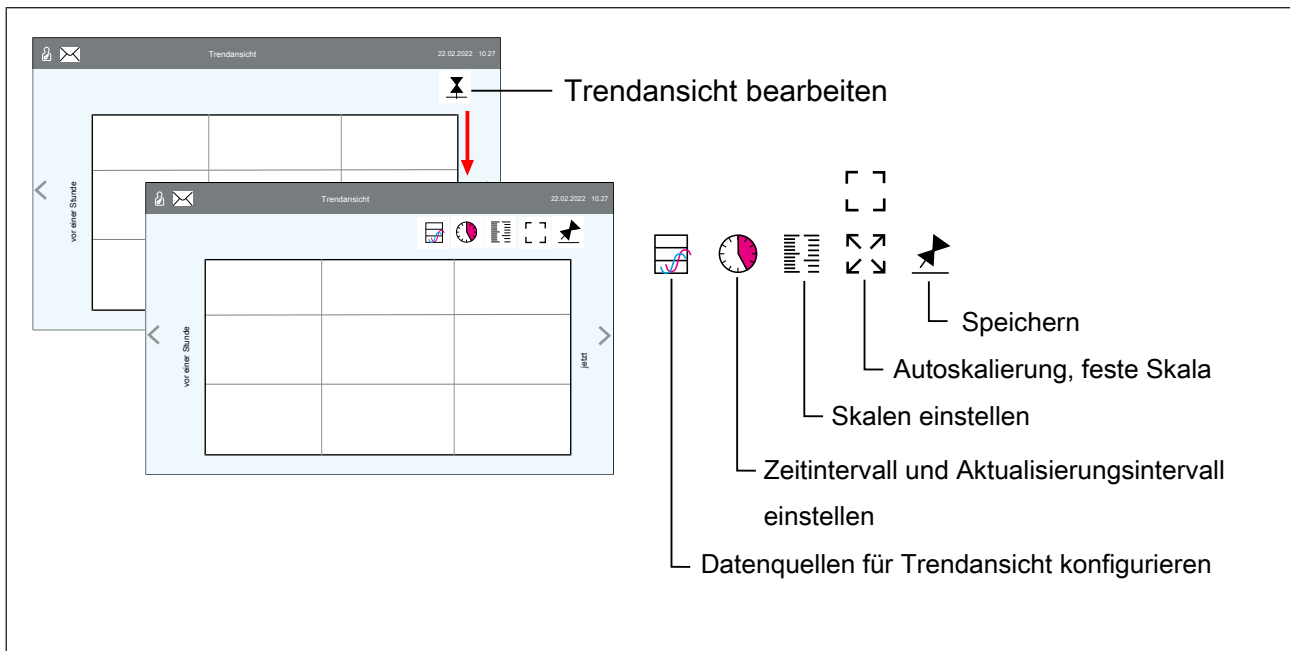 Trendansicht 22.02.2022 10.27
Trendansicht bearbeiten
vor einer Stunde
Trendansicht 22.02.2022 10.27
vor einer Stunde
jetzt
Speichern
Autoskalierung, feste Skala
Skalen einstellen
Zeitintervall und Aktualisierungsintervall
einstellen
Datenquellen für Trendansicht konfigurieren